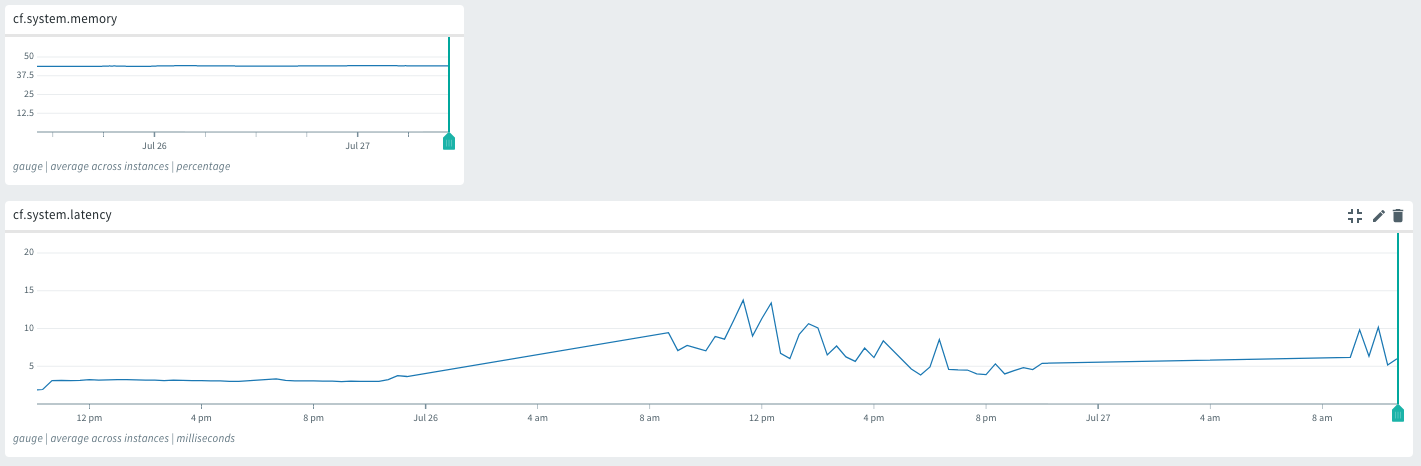 cf.system.memory
50
37.5
25
12.5
Jul 26
Jul 27
gauge | average across instances | percentage
cf.system.latency
20
15
10
5
12 pm 4 pm 8 pm Jul 26 4 am 8 am 12 pm 4 pm 8 pm Jul 27 4 am 8 am
gauge | average across instances | milliseconds